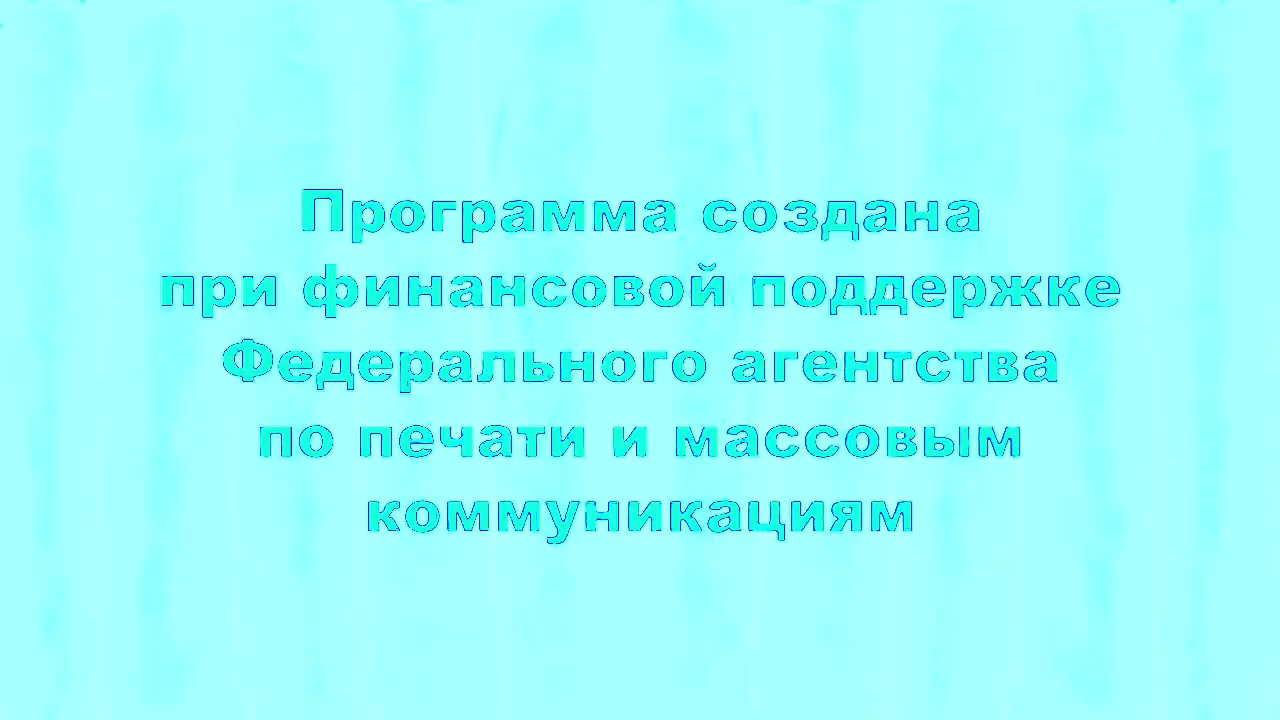 Программа создана
при финансовой поддержке
Федерального агентства
по печати и массовым
коммуникациям